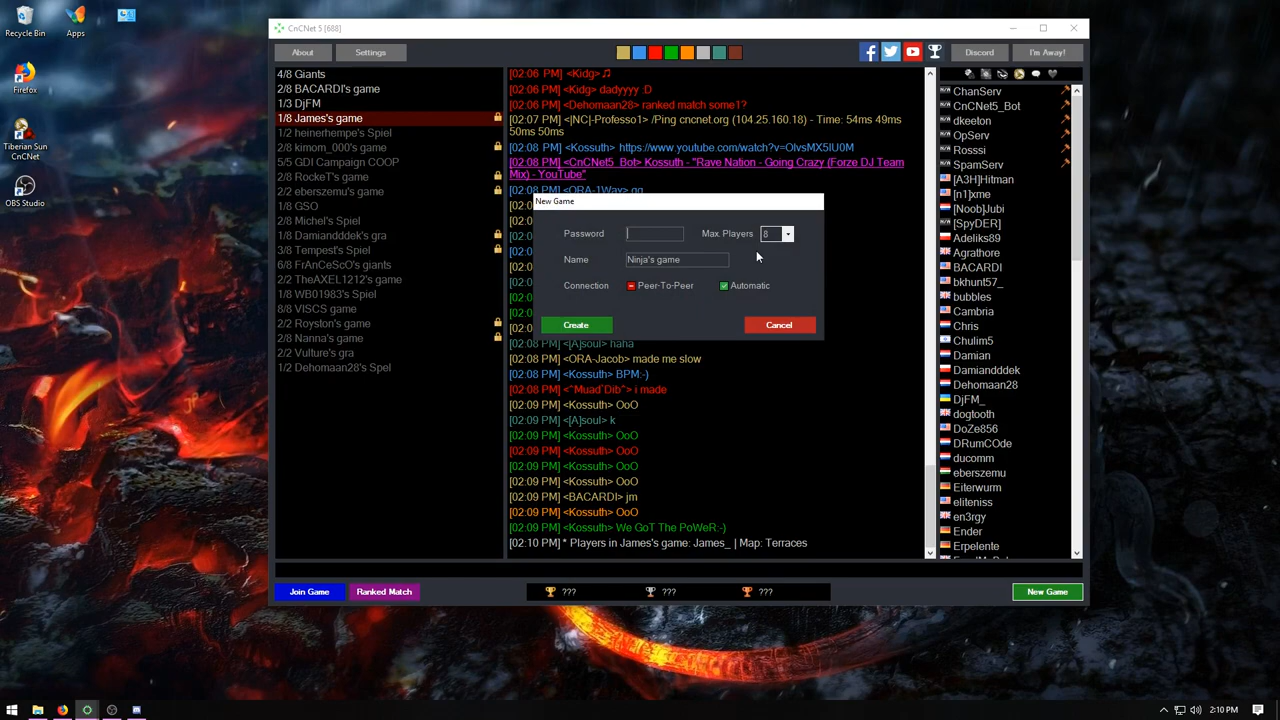 Recycle Bin
Apps
Firefox
Tiberian Sun
CnCNet
OBS Studio
CnCNet 5 [688]
About
Settings
Discord
I'm Away!
4/8 Giants
2/8 BACARDI's game
1/3 DjFM
1/8 James's game
1/2 heinerhempe's Spiel
2/8 kimom_000's game
5/5 GDI Campaign COOP
2/8 RockeT's game
2/2 eberszemu's game
1/8 GSO
2/8 Michel's Spiel
1/8 Damiandddek's gra
3/8 Tempest's Spiel
6/8 FrAnCeScO's giants
2/2 TheAXEL1212's game
1/8 WB01983's Spiel
8/8 VISCS game
2/2 Royston's game
2/8 Nanna's game
2/2 Vulture's gra
1/2 Dehomaan28's Spel
[02:06 PM] <Kidg> ♫
[02:06 PM] <Kidg> dadyyyy :D
[02:06 PM] <Dehomaan28> ranked match some1?
[02:07 PM] <|NC|-Professo1> /Ping cncnet.org (104.25.160.18) - Time: 54ms 49ms
50ms 50ms
[02:08 PM] <Kossuth> https://www.youtube.com/watch?v=OlvsMX5IU0M
[02:08 PM] <CnCNet5_Bot> Kossuth - "Rave Nation - Going Crazy (Forze DJ Team
Mix) - YouTube"
[02:08 PM] <ORA-1Way> gg
New Game
Password
Max. Players
8
Name
Ninja's game
Connection
Peer-To-Peer
Automatic
Create
Cancel
[02:08 PM] <[A]soul> haha
[02:08 PM] <ORA-Jacob> made me slow
[02:08 PM] <Kossuth> BPM:-)
[02:08 PM] <^Muad`Dib^> i made
[02:09 PM] <Kossuth> OoO
[02:09 PM] <[A]soul> k
[02:09 PM] <Kossuth> OoO
[02:09 PM] <Kossuth> OoO
[02:09 PM] <Kossuth> OoO
[02:09 PM] <Kossuth> OoO
[02:09 PM] <BACARDI> jm
[02:09 PM] <Kossuth> OoO
[02:09 PM] <Kossuth> We GoT The PoWeR:-)
[02:10 PM] * Players in James's game: James_ | Map: Terraces
ChanServ
CnCNet5_Bot
dkeeton
OpServ
Rosssi
SpamServ
[A3H]Hitman
[n1]xme
[Noob]Jubi
[SpyDER]
Adeliks89
Agrathore
BACARDI
bkhunt57_
bubbles
Cambria
Chris
Chulim5
Damian
Damiandddek
Dehomaan28
DjFM_
dogtooth
DoZe856
DRumCOde
ducomm
eberszemu
Eiterwurm
eliteniss
en3rgy
Ender
Erpelente
Join Game
Ranked Match
???
???
???
New Game
2:10 PM